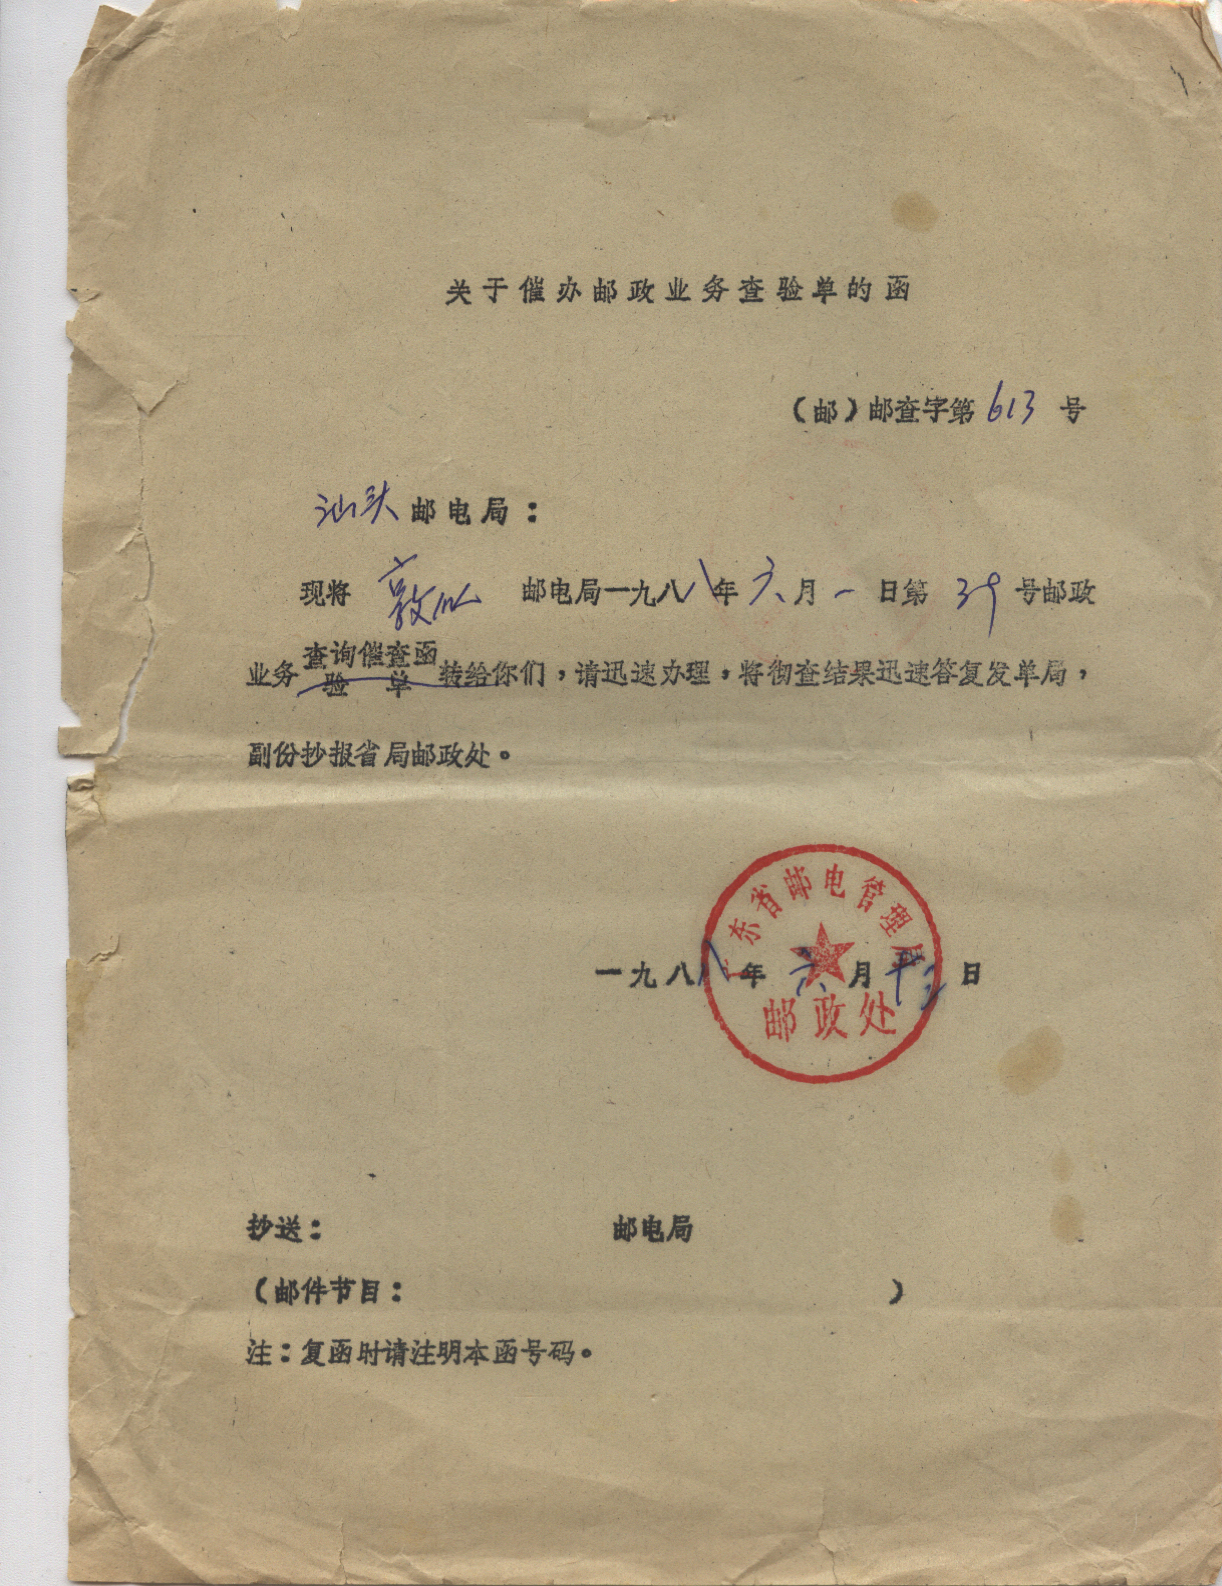 关于催办邮政业务查验单的函
（邮）邮查字第613号
汕头邮电局：
现将 邮电局一九八八年六月一日第39号邮政
业务查询催查函验单转给你们，请迅速办理，将彻查结果迅速答复发单局，
副份抄报省局邮政处。
广东省邮电管理局
一九八八年六月 日
邮政处
抄送： 邮电局
（邮件节目： ）
注：复函时请注明本函号码。